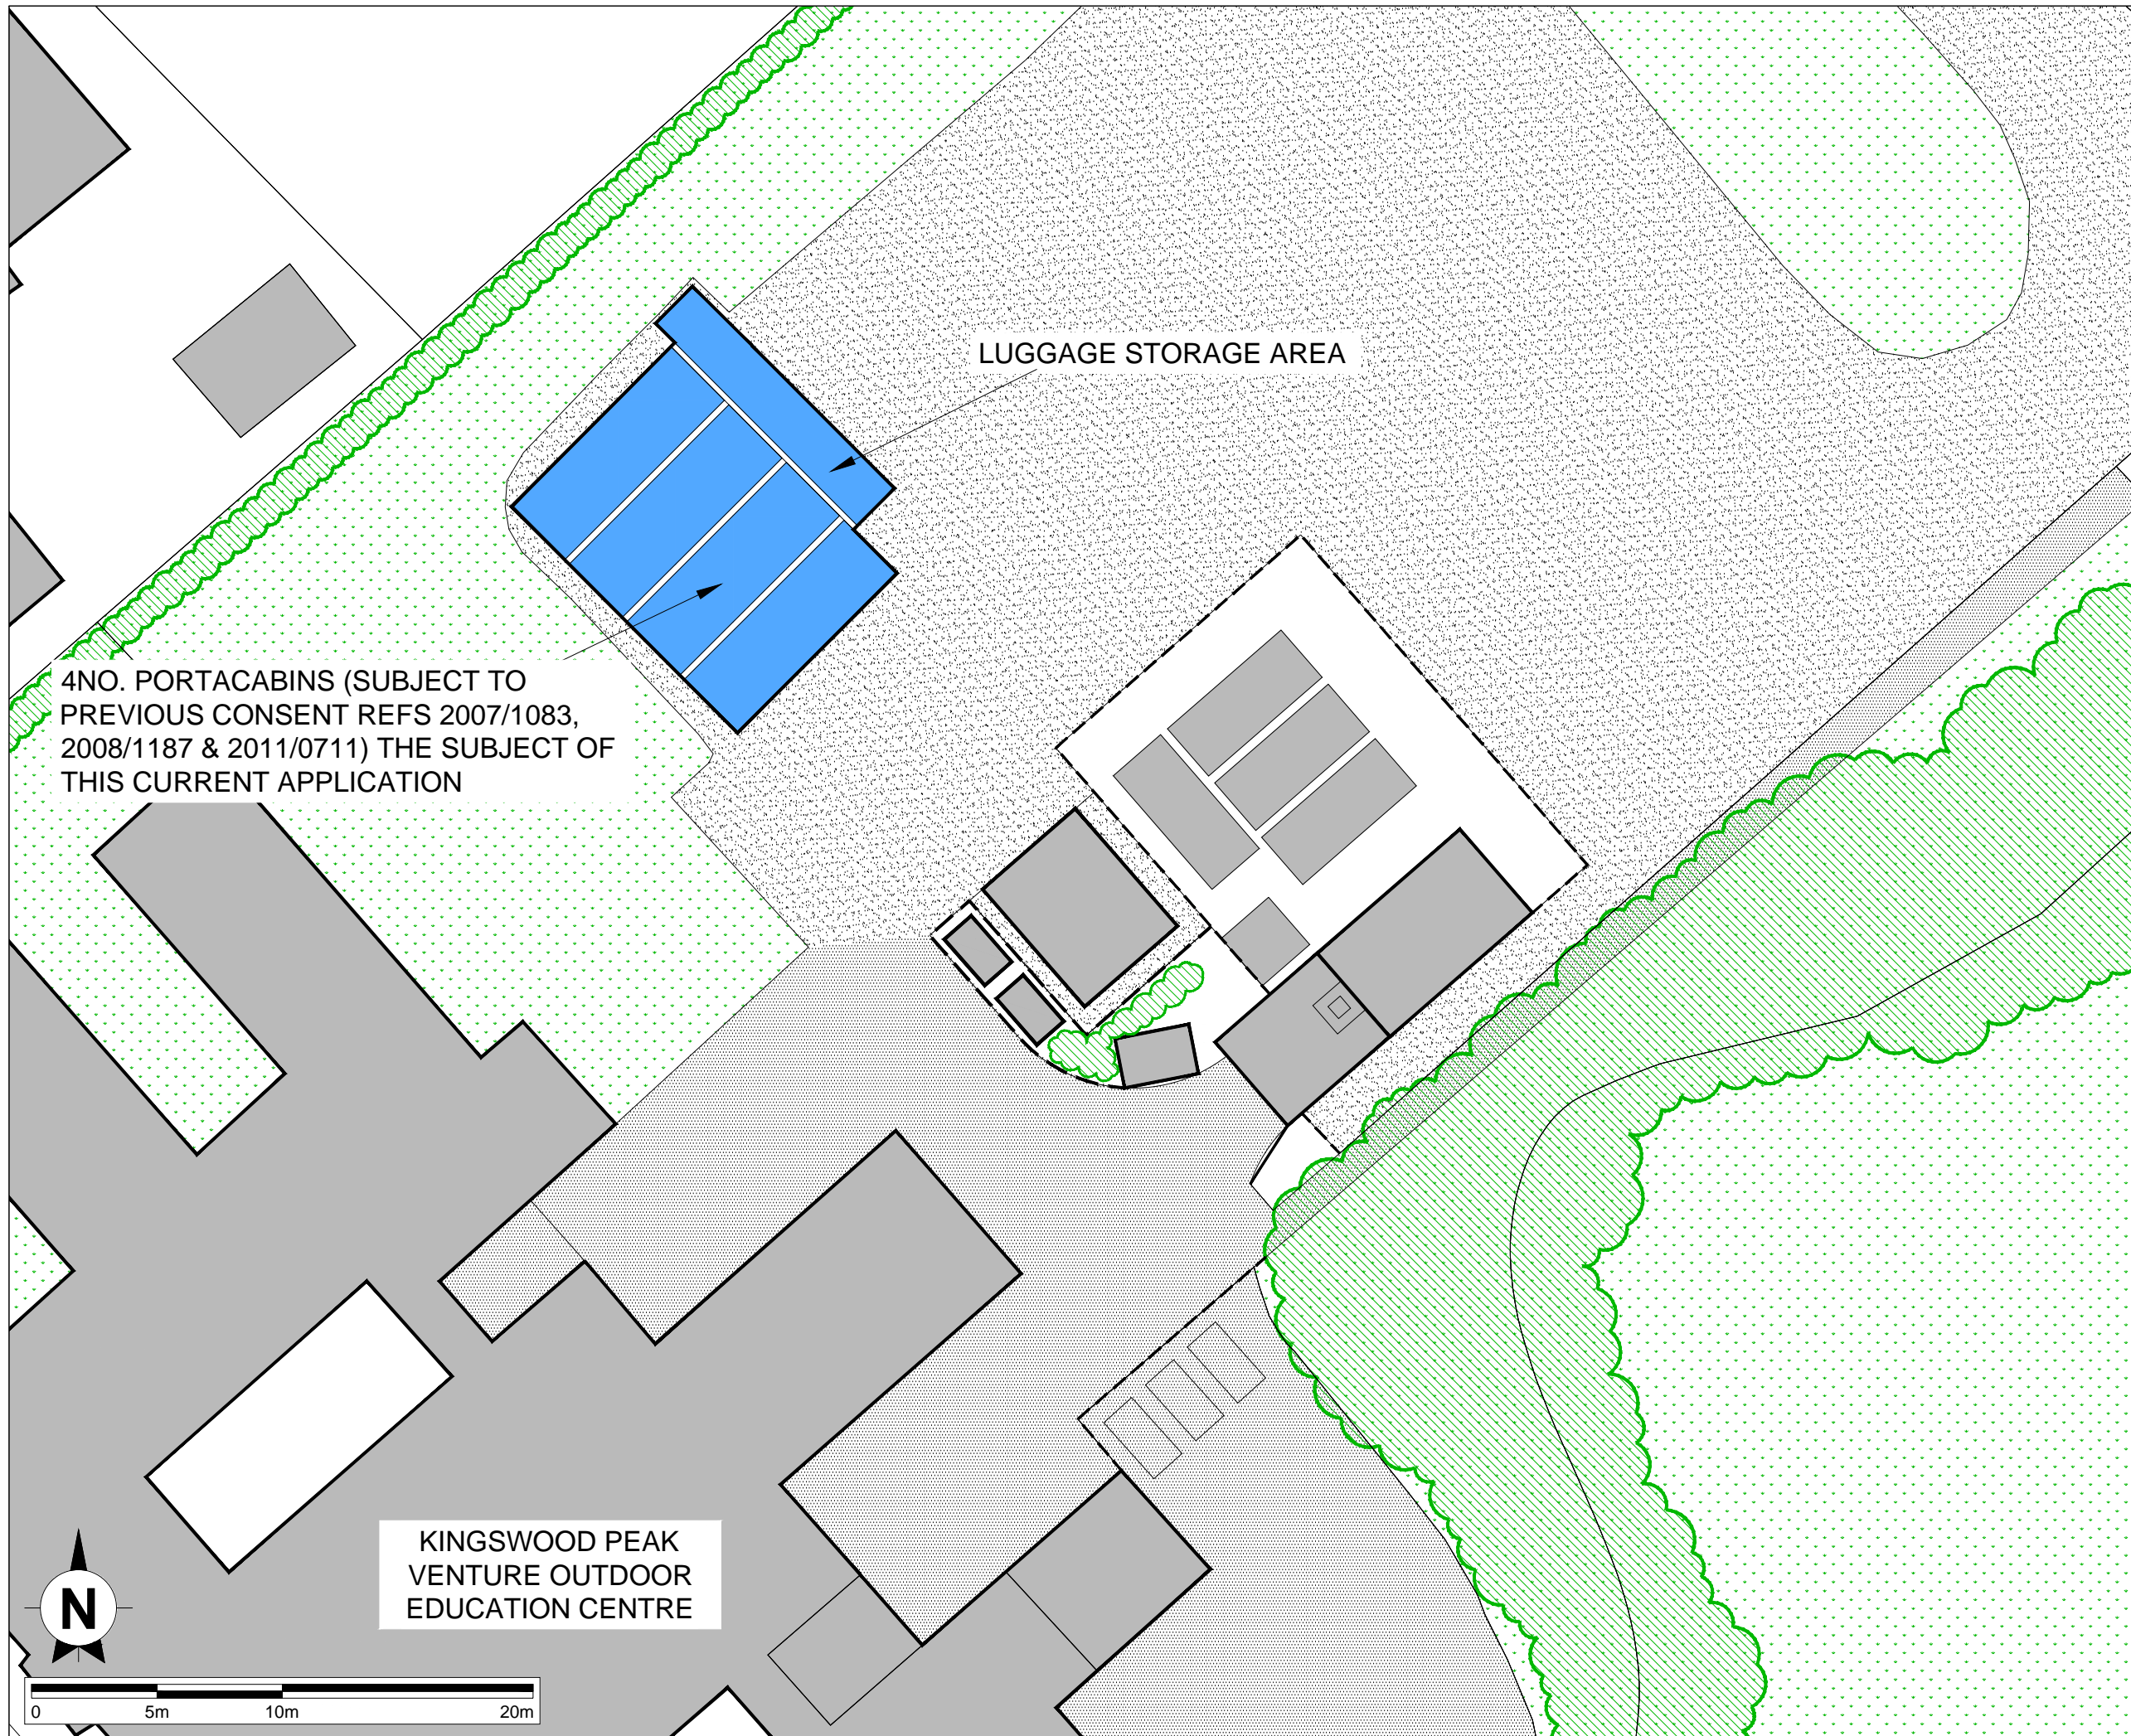 LUGGAGE STORAGE AREA
4NO. PORTACABINS (SUBJECT TO
PREVIOUS CONSENT REFS 2007/1083,
2008/1187 & 2011/0711) THE SUBJECT OF
THIS CURRENT APPLICATION
KINGSWOOD PEAK
VENTURE OUTDOOR
EDUCATION CENTRE
N
0 5m 10m 20m